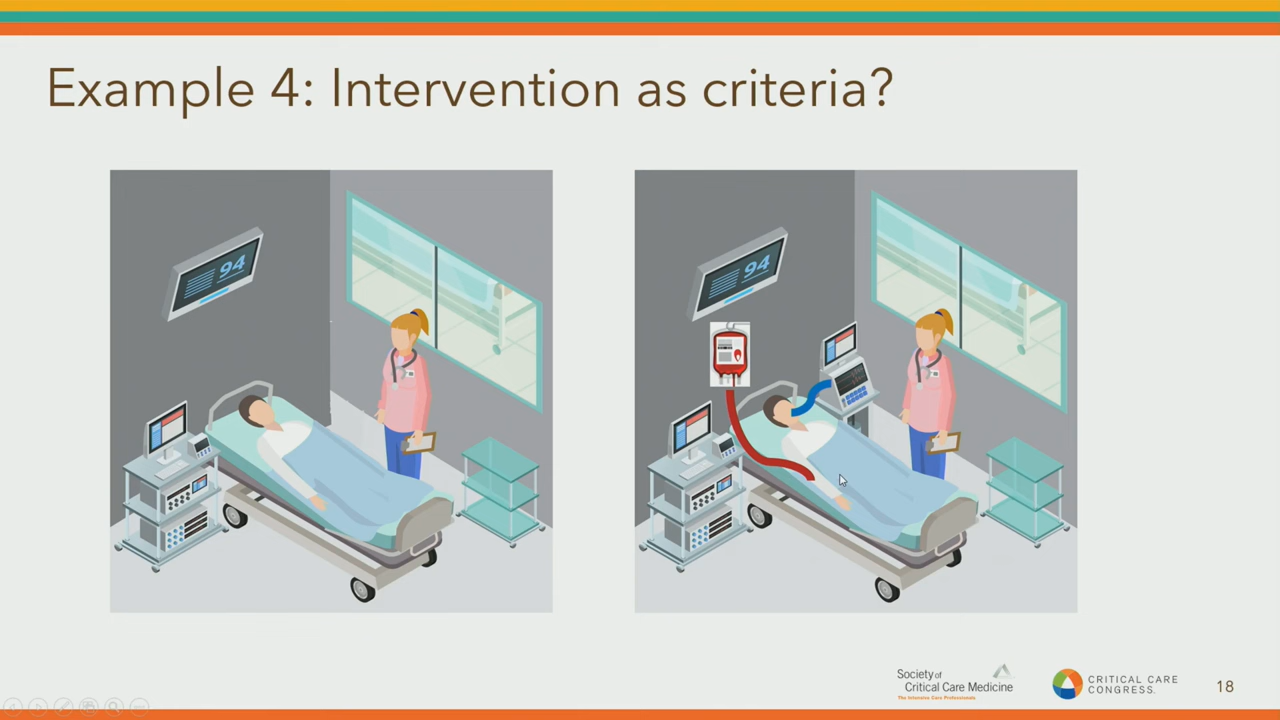 Example 4: Intervention as criteria?
94
94
Society of
Critical Care Medicine
The Intensive Care Professionals
CRITICAL CARE
CONGRESS.
18